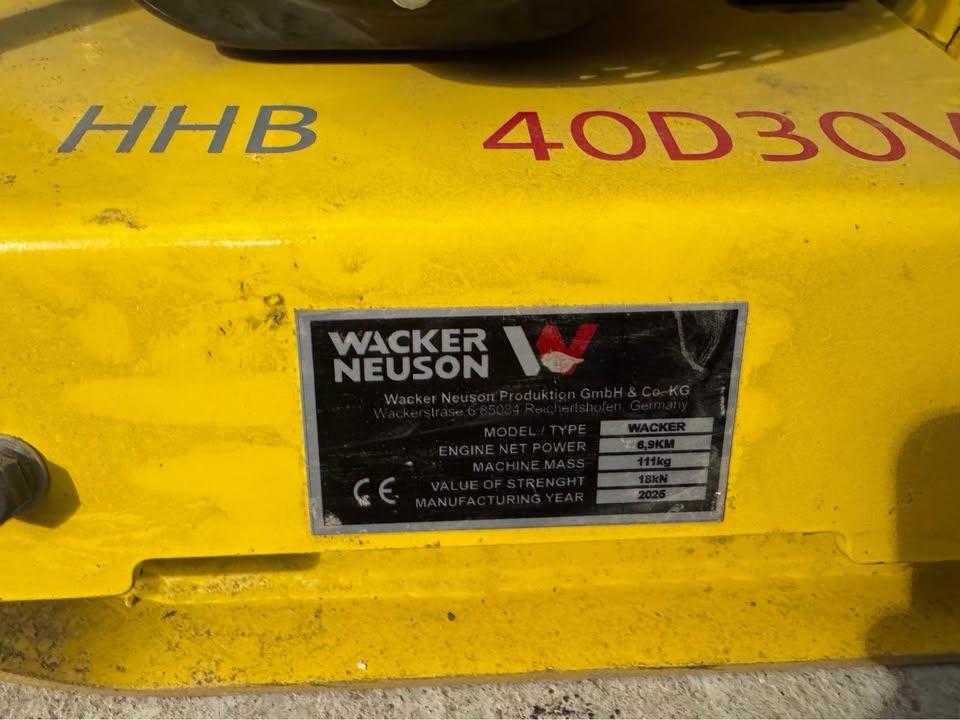 HHB 40D30V
WACKER
NEUSON
Wacker Neuson Produktion GmbH & Co. KG
Wackerstrase 6 85084 Reichertshofen, Germany
MODEL / TYPE WACKER
ENGINE NET POWER 6,9KM
MACHINE MASS 111kg
VALUE OF STRENGHT 18kN
CE MANUFACTURING YEAR 2025